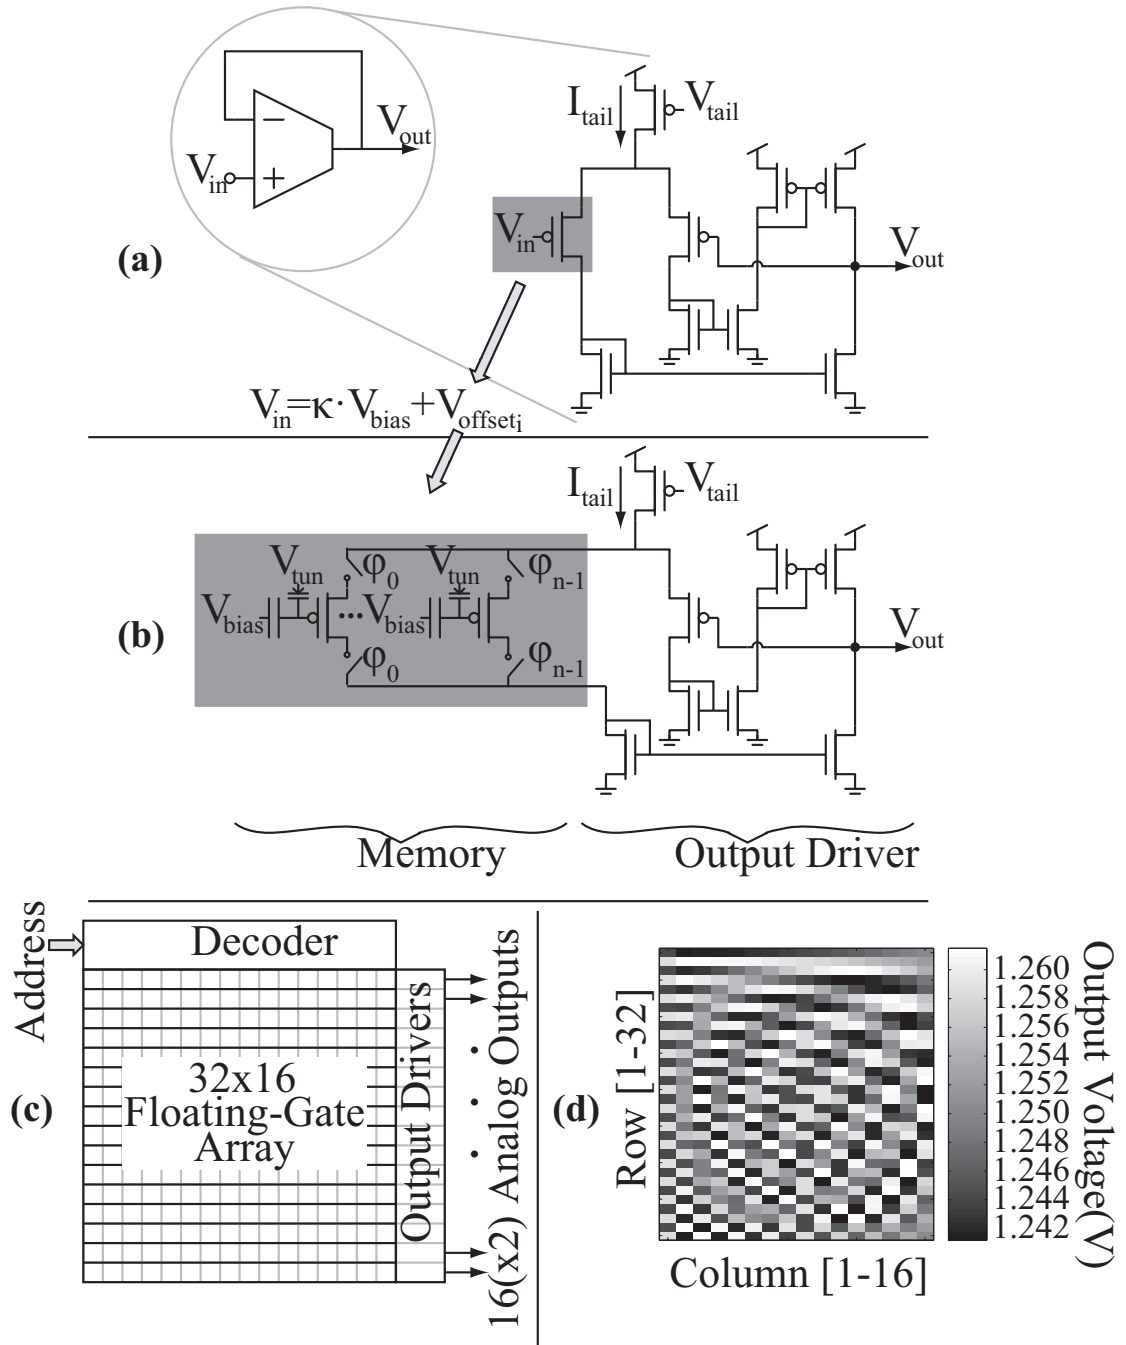 V_out
V_in
−
+
(a)
I_tail
V_tail
V_in
V_out
V_in=κ·V_bias+V_offset_i
I_tail
V_tail
V_tun
φ_0
V_tun
φ_n-1
V_bias
...
V_bias
(b)
φ_0
φ_n-1
V_out
Memory
Output Driver
Address
Decoder
32x16
Floating-Gate
Array
Output Drivers
16(x2) Analog Outputs
(c)
(d)
Row [1-32]
Column [1-16]
1.260
1.258
1.256
1.254
1.252
1.250
1.248
1.246
1.244
1.242
Output Voltage(V)